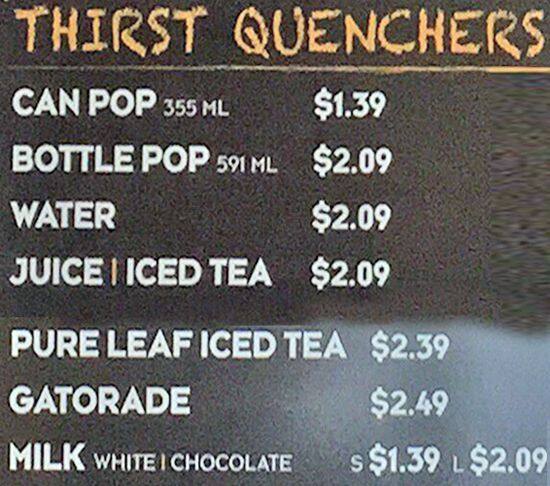 THIRST QUENCHERS
CAN POP 355 ML $1.39
BOTTLE POP 591 ML $2.09
WATER $2.09
JUICE | ICED TEA $2.09
PURE LEAF ICED TEA $2.39
GATORADE $2.49
MILK WHITE | CHOCOLATE S $1.39 L $2.09